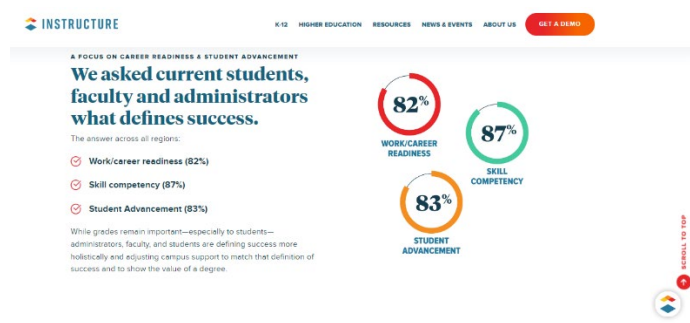 INSTRUCTURE
K-12 HIGHER EDUCATION RESOURCES NEWS & EVENTS ABOUT US GET A DEMO
A FOCUS ON CAREER READINESS & STUDENT ADVANCEMENT
We asked current students,
faculty and administrators
what defines success.
The answer across all regions:
Work/career readiness (82%)
Skill competency (87%)
Student Advancement (83%)
While grades remain important—especially to students—
administrators, faculty, and students are defining success more
holistically and adjusting campus support to match that definition of
success and to show the value of a degree.
82%
WORK/CAREER
READINESS
87%
SKILL
COMPETENCY
83%
STUDENT
ADVANCEMENT
SCROLL TO TOP